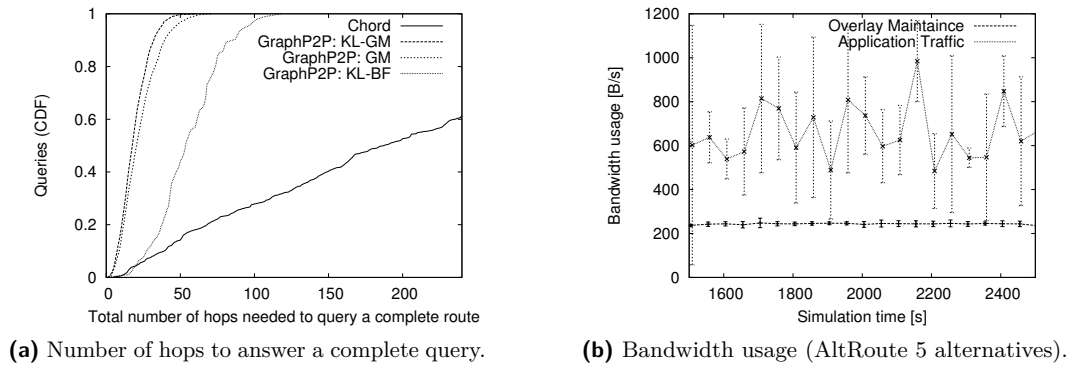 Queries (CDF)
1
0.8
0.6
0.4
0.2
0
0
50
100
150
200
Total number of hops needed to query a complete route
Chord
GraphP2P: KL-GM
GraphP2P: GM
GraphP2P: KL-BF
(a) Number of hops to answer a complete query.
Bandwidth usage [B/s]
1200
1000
800
600
400
200
0
1600
1800
2000
2200
2400
Simulation time [s]
Overlay Maintaince
Application Traffic
(b) Bandwidth usage (AltRoute 5 alternatives).